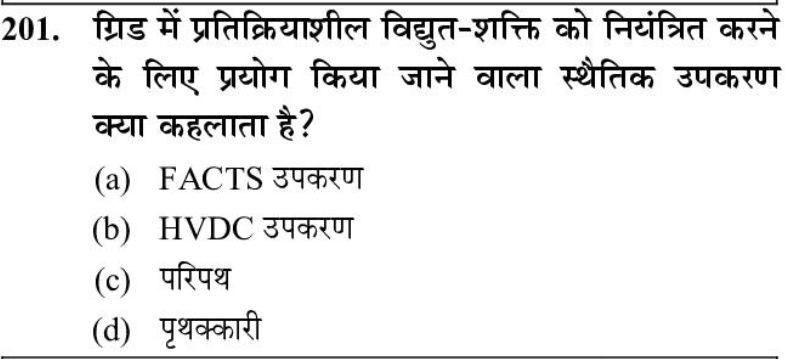 201. ग्रिड में प्रतिक्रियाशील विद्युत-शक्ति को नियंत्रित करने
के लिए प्रयोग किया जाने वाला स्थैतिक उपकरण
क्या कहलाता है?
(a) FACTS उपकरण
(b) HVDC उपकरण
(c) परिपथ
(d) पृथक्कारी